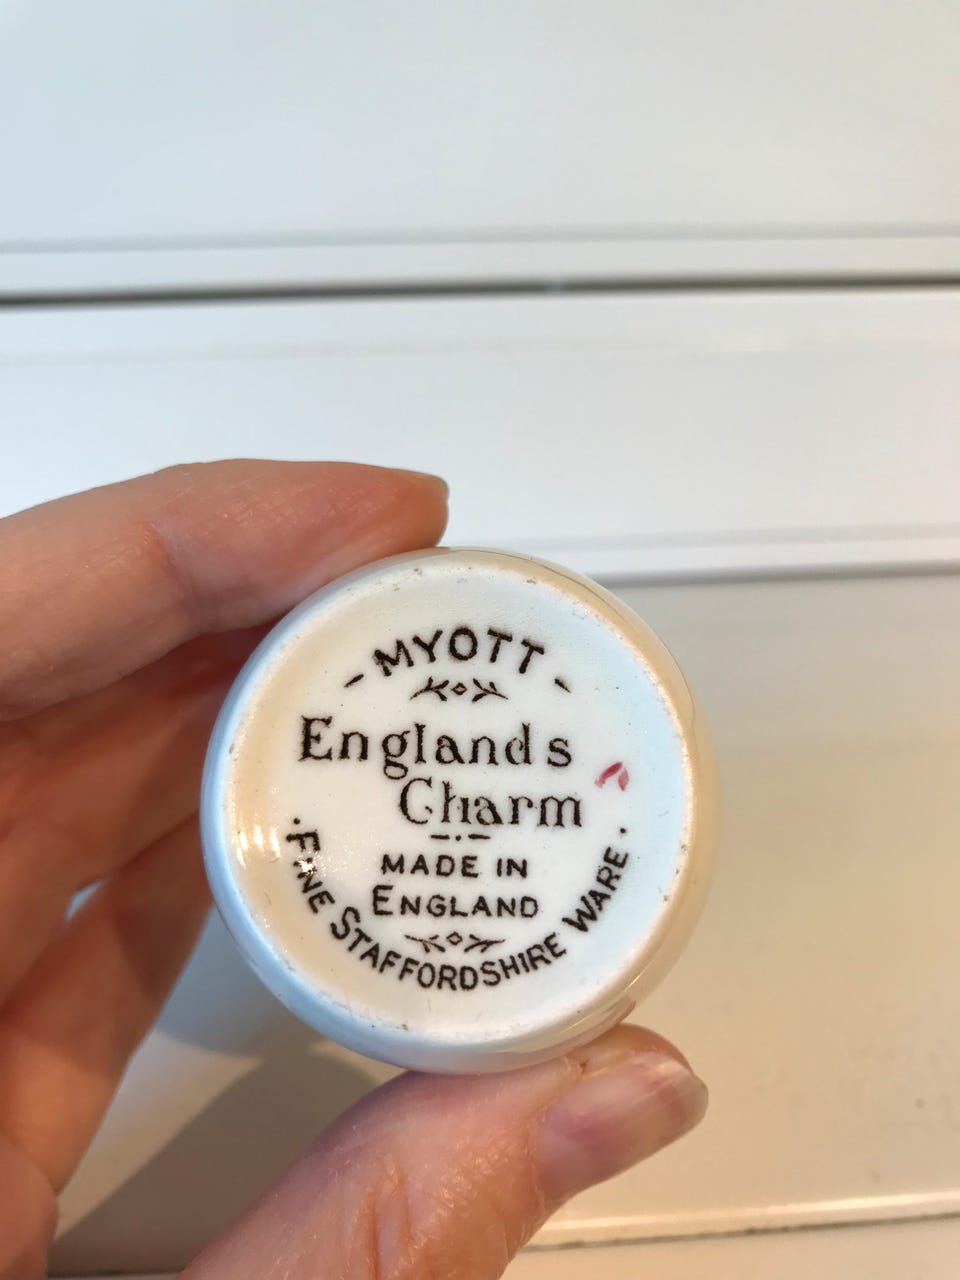 MYOTT
Englands
Charm
MADE IN
ENGLAND
FINE STAFFORDSHIRE WARE